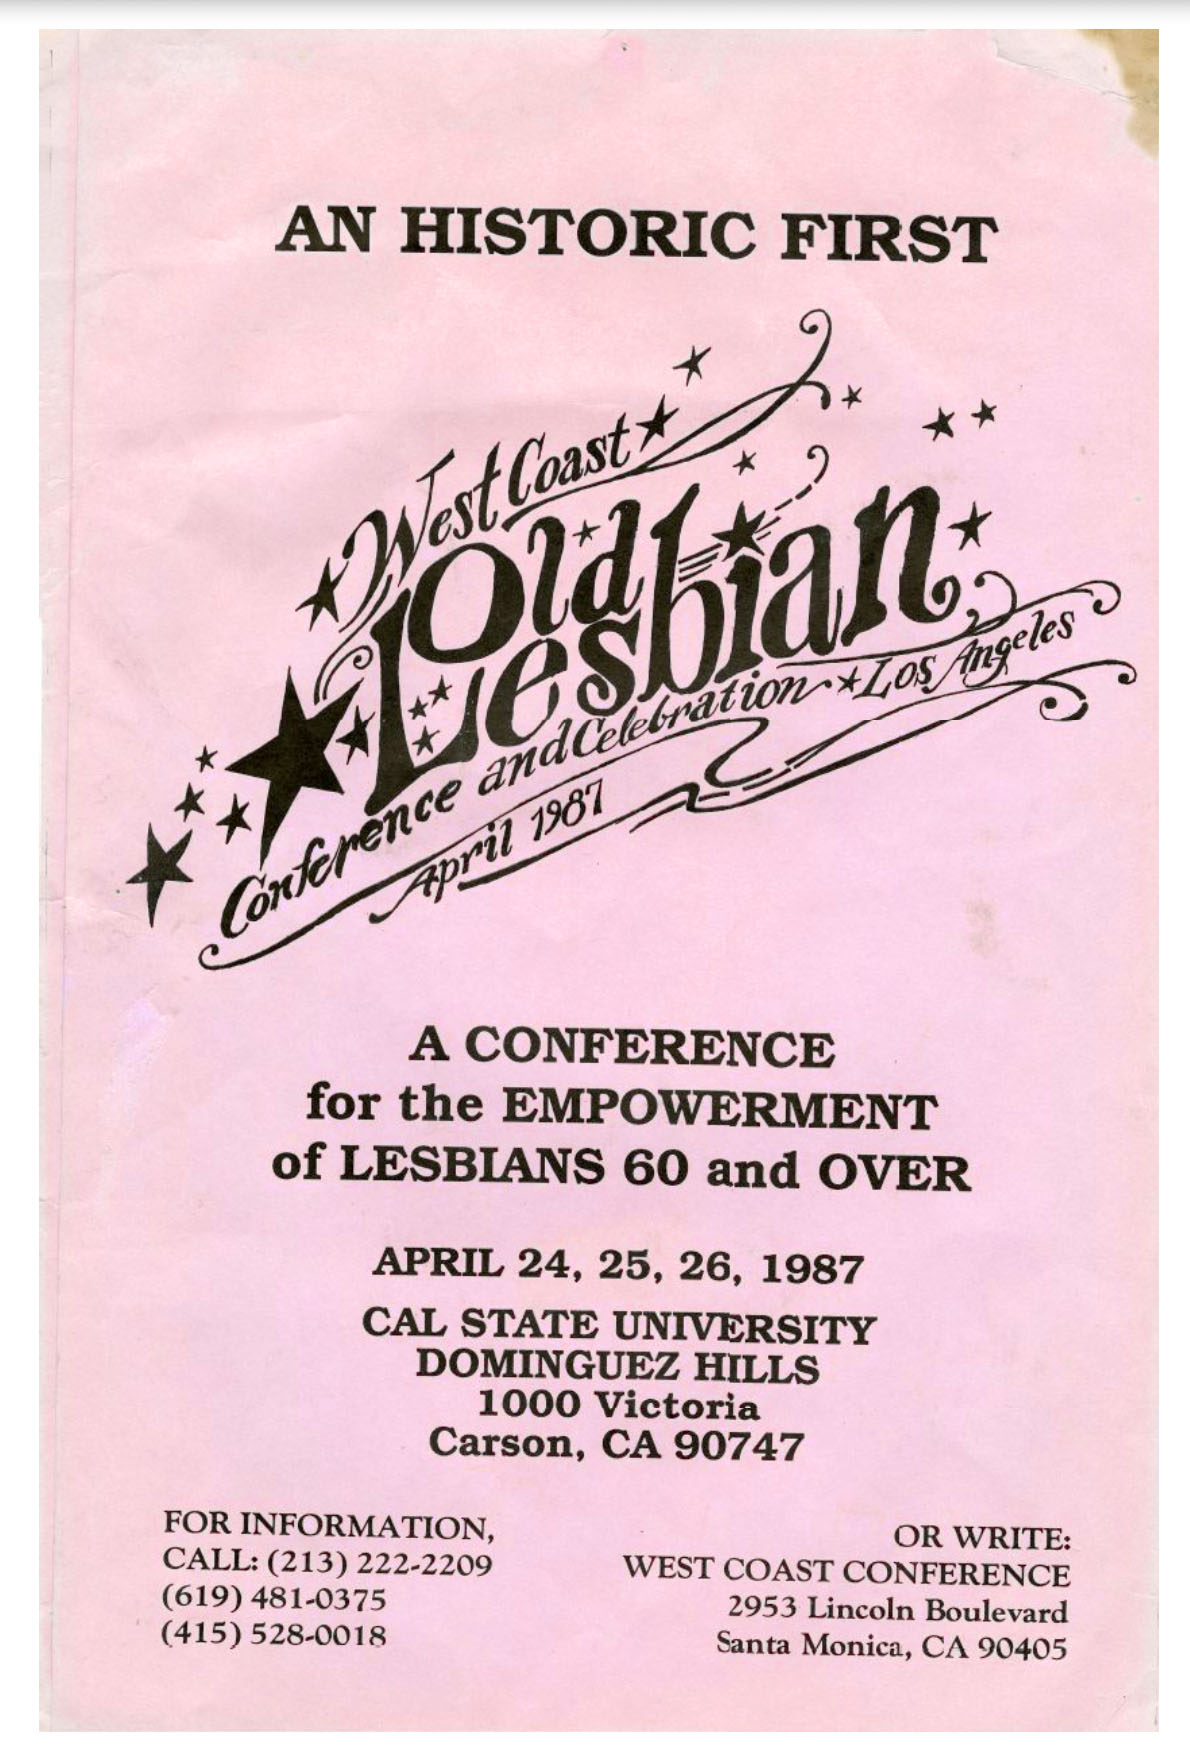 AN HISTORIC FIRST
West Coast
Old
Lesbian
Conference and Celebration Los Angeles
April 1987
A CONFERENCE
for the EMPOWERMENT
of LESBIANS 60 and OVER
APRIL 24, 25, 26, 1987
CAL STATE UNIVERSITY
DOMINGUEZ HILLS
1000 Victoria
Carson, CA 90747
FOR INFORMATION,
CALL: (213) 222-2209
(619) 481-0375
(415) 528-0018
OR WRITE:
WEST COAST CONFERENCE
2953 Lincoln Boulevard
Santa Monica, CA 90405